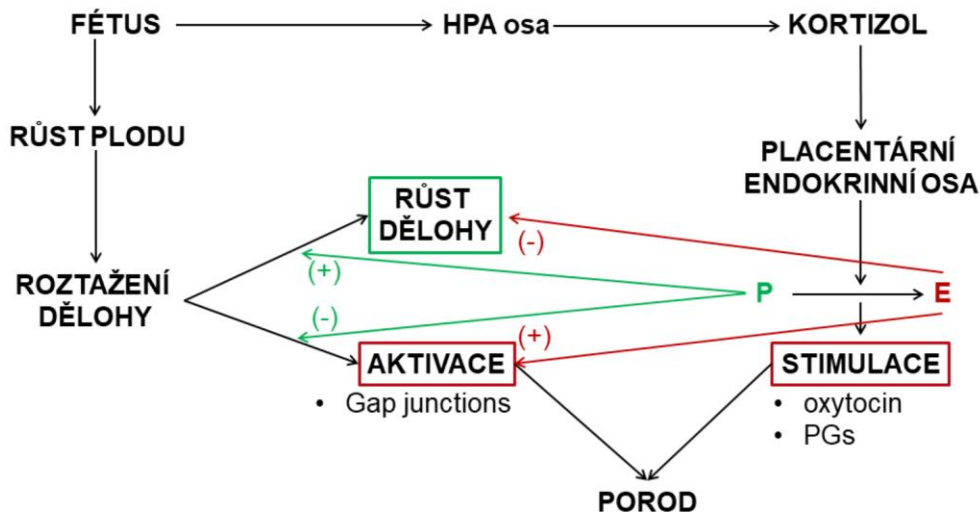 FÉTUS
HPA osa
KORTIZOL
RŮST PLODU
PLACENTÁRNÍ
ENDOKRINNÍ OSA
RŮST
DĚLOHY
(-)
(+)
ROZTAŽENÍ
DĚLOHY
P
E
(-)
(+)
AKTIVACE
STIMULACE
• Gap junctions
• oxytocin
• PGs
POROD